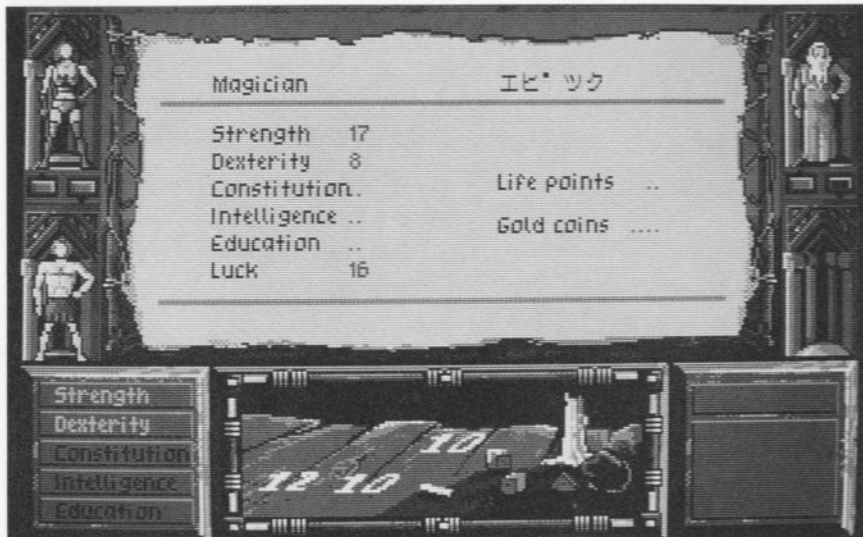 Magician エピック
Strength 17
Dexterity 8
Constitution..
Intelligence ..
Education ..
Luck 16
Life points ..
Gold coins ....
Strength
Dexterity
Constitution
Intelligence
Education
10
12 10